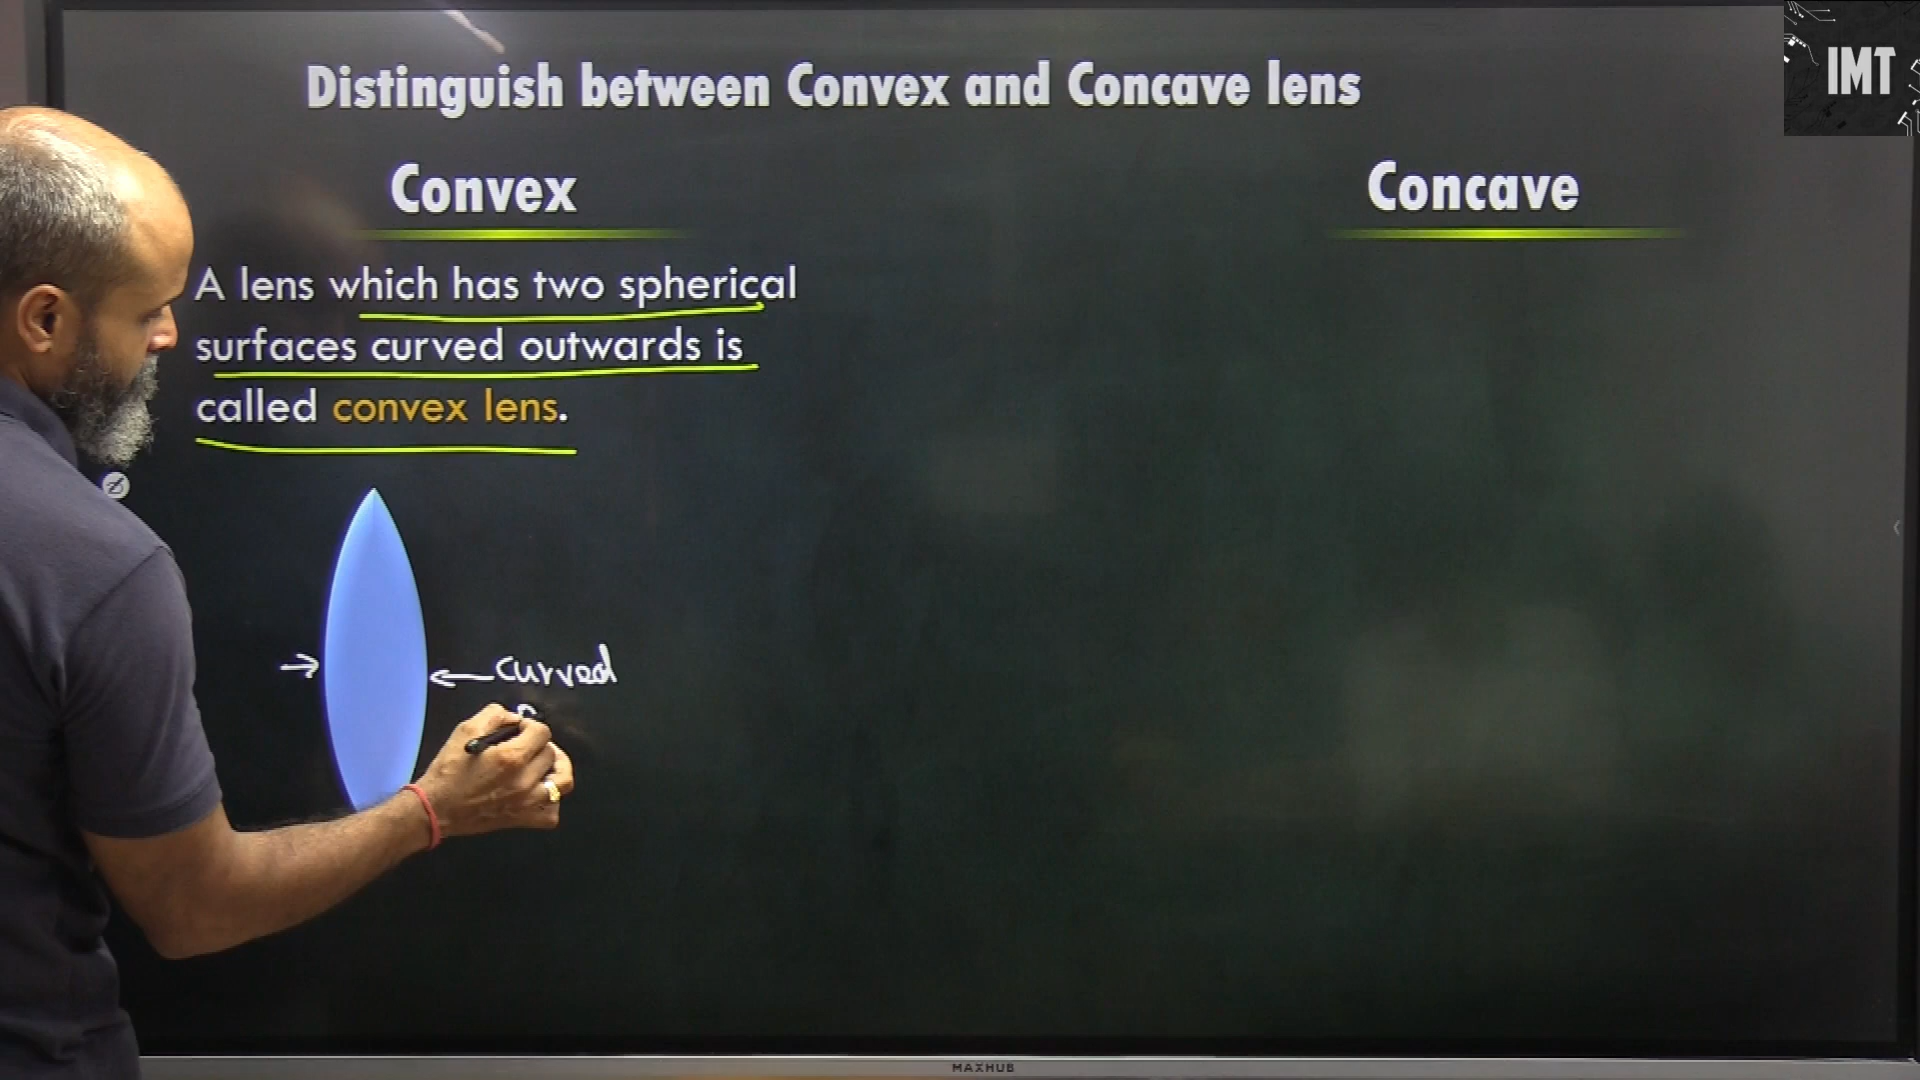 Distinguish between Convex and Concave lens
IMT
Convex
Concave
A lens which has two spherical
surfaces curved outwards is
called convex lens.
curved
MAXHUB